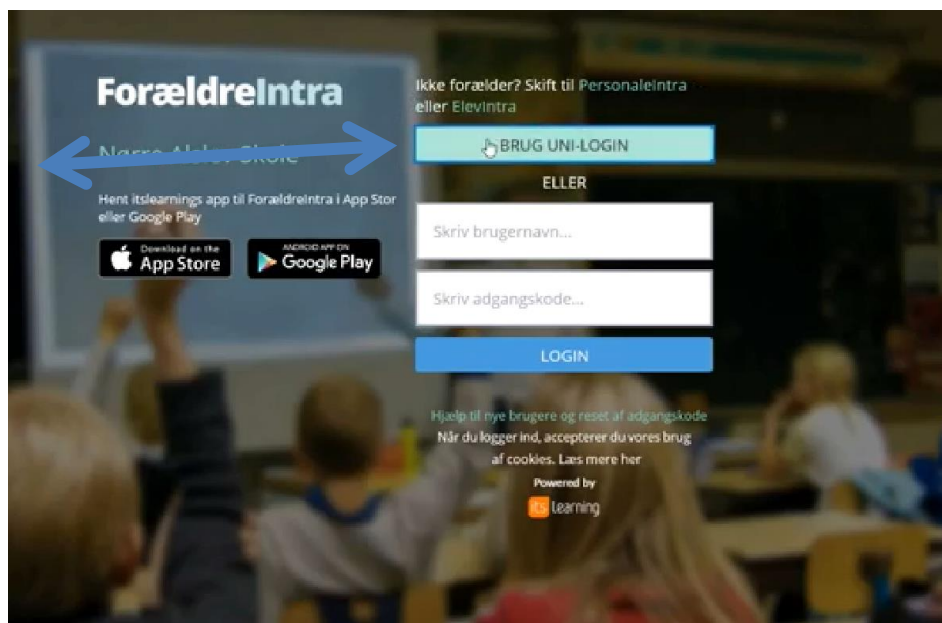 ForældreIntra
Skole
Hent itslearnings app til ForældreIntra i App Stor
eller Google Play
Download on the
App Store
ANDROID APP ON
Google Play
Ikke forælder? Skift til PersonaleIntra
eller ElevIntra
BRUG UNI-LOGIN
ELLER
Skriv brugernavn...
Skriv adgangskode...
LOGIN
Hjælp til nye brugere og reset af adgangskode
Når du logger ind, accepterer du vores brug
af cookies. Læs mere her
Powered by
its learning